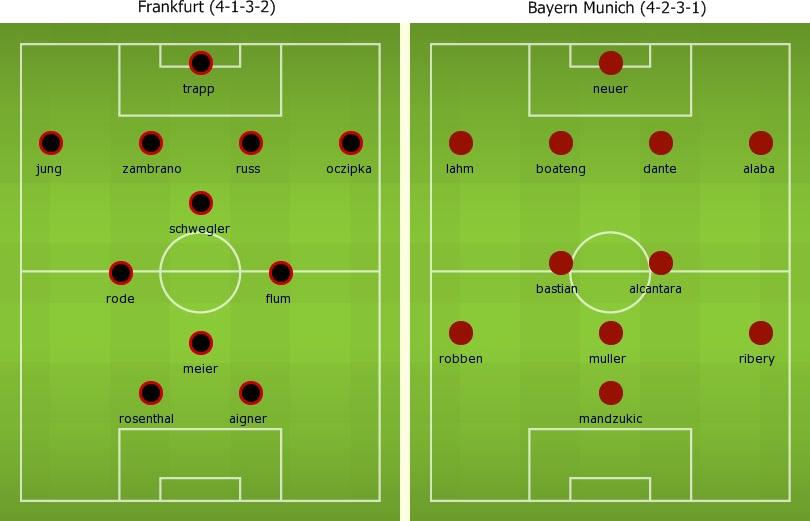 Frankfurt (4-1-3-2)
trapp
jung zambrano russ oczipka
schwegler
rode flum
meier
rosenthal aigner
Bayern Munich (4-2-3-1)
neuer
lahm boateng dante alaba
bastian alcantara
robben muller ribery
mandzukic